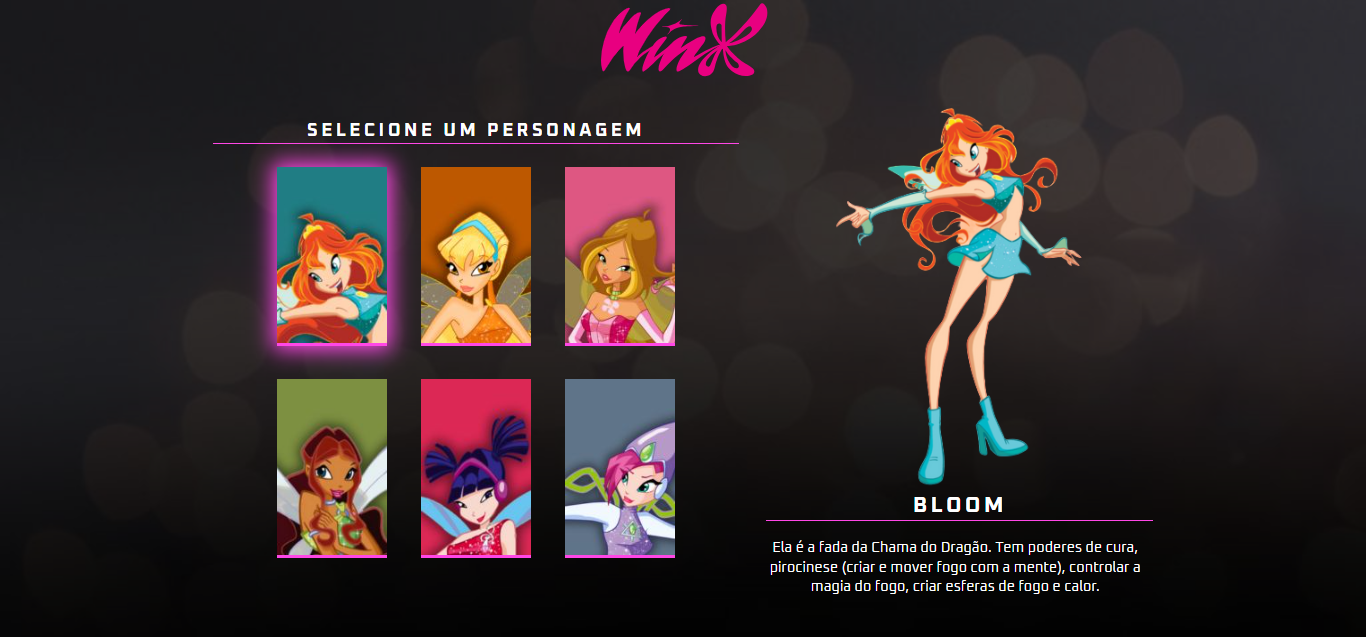 Winx
SELECIONE UM PERSONAGEM
BLOOM
Ela é a fada da Chama do Dragão. Tem poderes de cura,
pirocinese (criar e mover fogo com a mente), controlar a
magia do fogo, criar esferas de fogo e calor.